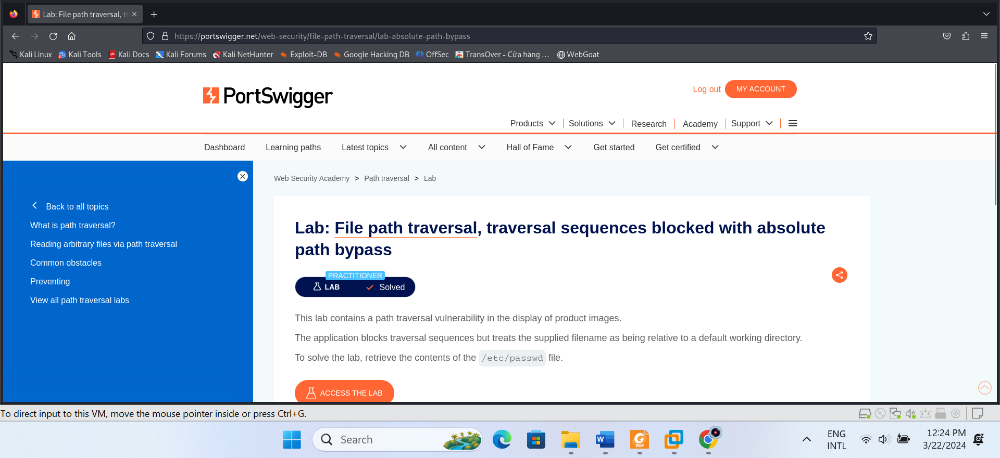 Lab: File path traversal, tr
https://portswigger.net/web-security/file-path-traversal/lab-absolute-path-bypass
Kali Linux Kali Tools Kali Docs Kali Forums Kali NetHunter Exploit-DB Google Hacking DB OffSec TransOver - Cửa hàng ... WebGoat
PortSwigger
Log out MY ACCOUNT
Products Solutions Research Academy Support
Dashboard Learning paths Latest topics All content Hall of Fame Get started Get certified
Back to all topics
What is path traversal?
Reading arbitrary files via path traversal
Common obstacles
Preventing
View all path traversal labs
Web Security Academy > Path traversal > Lab
Lab: File path traversal, traversal sequences blocked with absolute
path bypass
PRACTITIONER
LAB Solved
This lab contains a path traversal vulnerability in the display of product images.
The application blocks traversal sequences but treats the supplied filename as being relative to a default working directory.
To solve the lab, retrieve the contents of the /etc/passwd file.
ACCESS THE LAB
To direct input to this VM, move the mouse pointer inside or press Ctrl+G.
Search
W
PDF
ENG
INTL
12:24 PM
3/22/2024